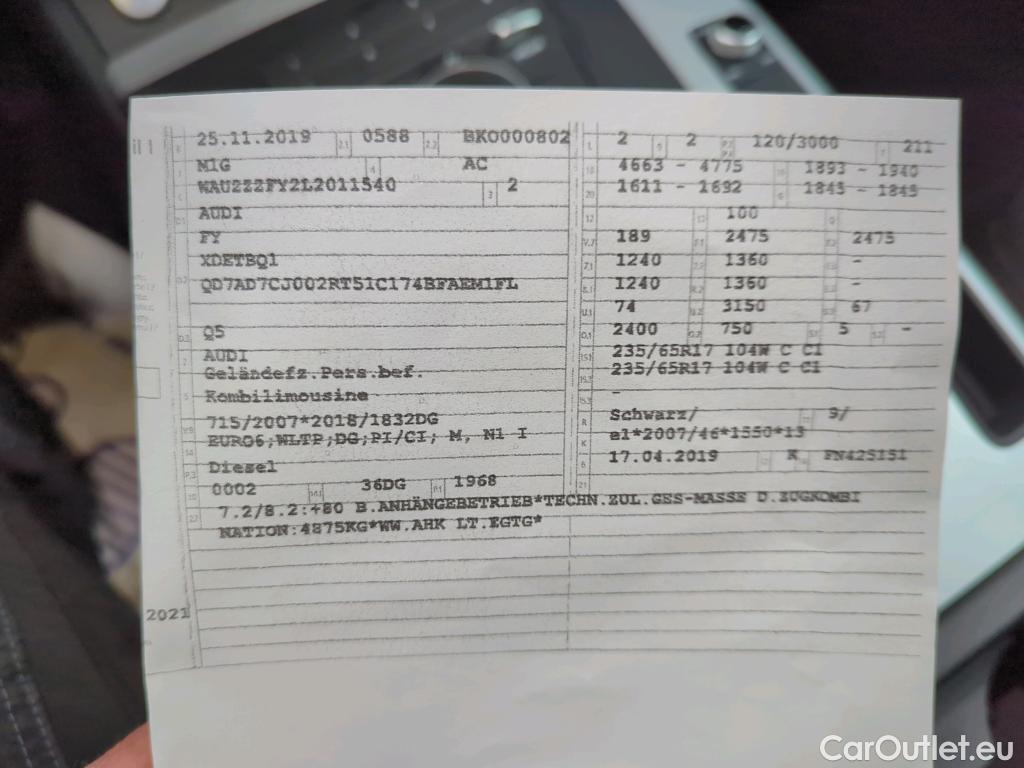 25.11.2019 0588 BKO000802
M1G AC
WAUZZZFY2L2011540 2
AUDI
FY
XDETBQ1
QD7AD7CJ002RT51C174BFAEM1FL
Q5
AUDI
Geländefz.Pers.bef.
Kombilimousine
715/2007*2018/1832DG
EURO6;WLTP;DG;PI/CI; M, N1 I
Diesel
0002 36DG 1968
2 2 120/3000 211
4663 - 4775 1893 - 1940
1611 - 1692 1845 - 1845
100
189 2475 2475
1240 1360 -
1240 1360 -
74 3150 67
2400 750 5 -
235/65R17 104W C C1
235/65R17 104W C C1
-
Schwarz/ 9/
e1*2007/46*1550*13
17.04.2019 K FN425151
7.2/8.2:+80 B.ANHÄNGEBETRIEB*TECHN.ZUL.GES-MASSE D.ZUGKOMBI
NATION:4875KG*WW.AHK LT.EGTG*
2021
CarOutlet.eu